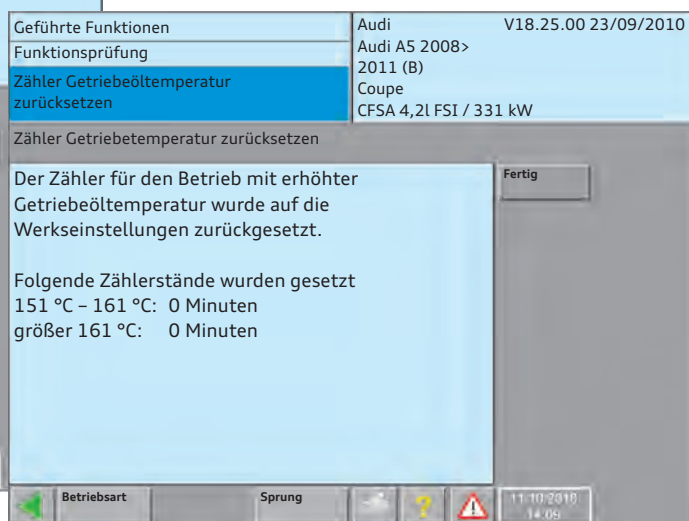 Geführte Funktionen
Funktionsprüfung
Zähler Getriebeöltemperatur
zurücksetzen
Audi V18.25.00 23/09/2010
Audi A5 2008>
2011 (B)
Coupe
CFSA 4,2l FSI / 331 kW
Zähler Getriebetemperatur zurücksetzen
Der Zähler für den Betrieb mit erhöhter
Getriebeöltemperatur wurde auf die
Werkseinstellungen zurückgesetzt.
Folgende Zählerstände wurden gesetzt
151 °C – 161 °C: 0 Minuten
größer 161 °C: 0 Minuten
Fertig
Betriebsart Sprung ?
14:09